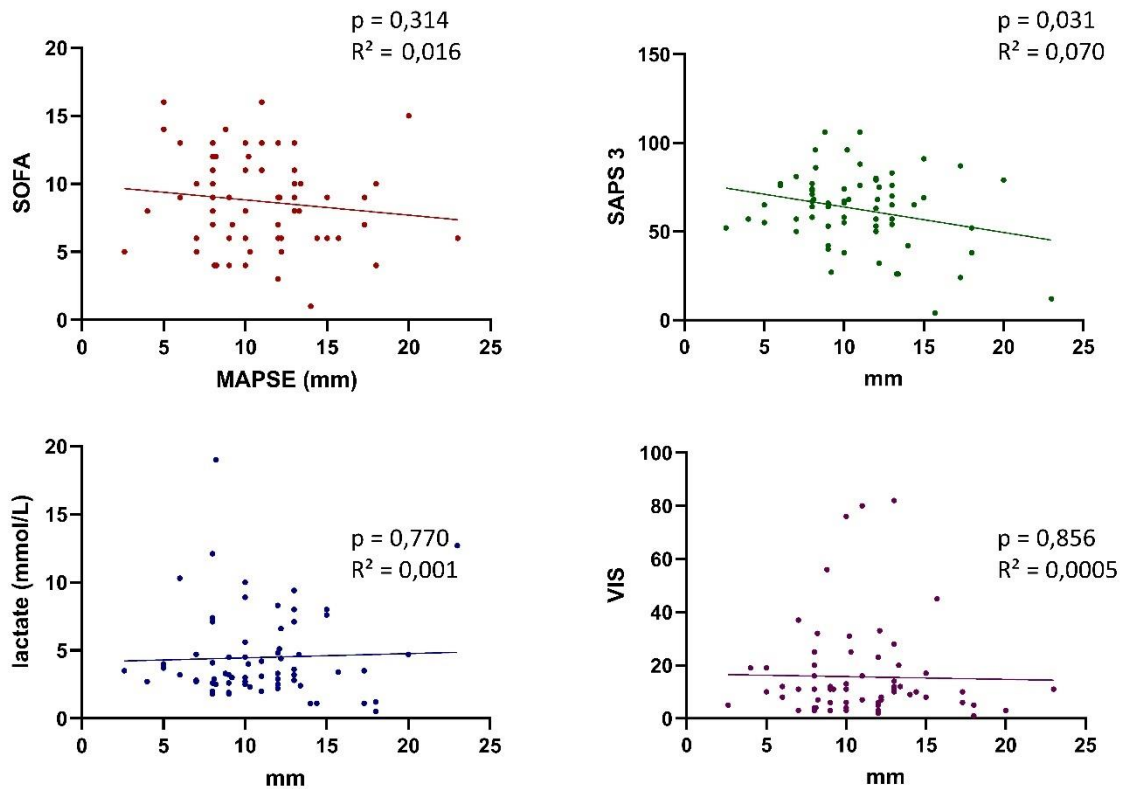 p = 0,314
R² = 0,016
20
15
10
5
0
SOFA
0 5 10 15 20 25
MAPSE (mm)
p = 0,031
R² = 0,070
150
100
50
0
SAPS 3
0 5 10 15 20 25
mm
20
15
10
5
0
lactate (mmol/L)
p = 0,770
R² = 0,001
0 5 10 15 20 25
mm
100
80
60
40
20
0
VIS
p = 0,856
R² = 0,0005
0 5 10 15 20 25
mm